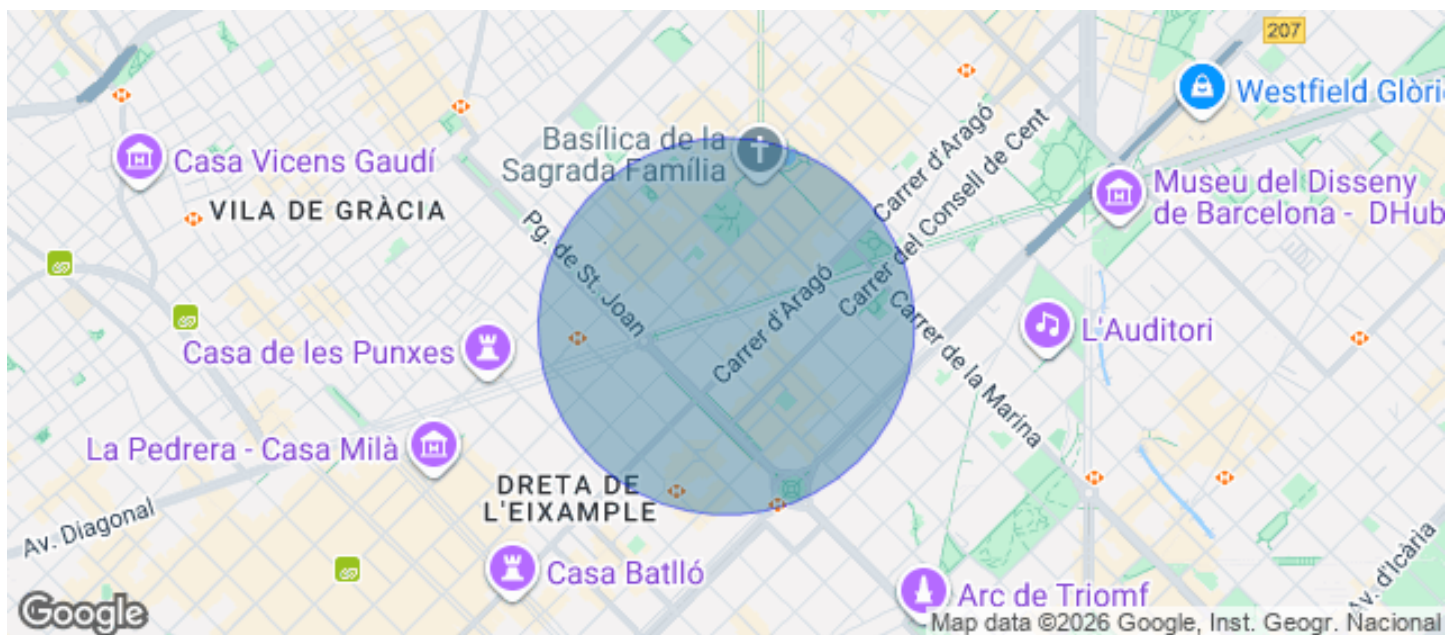 207
Westfield Glòri
Basílica de la
Sagrada Família
Carrer d'Aragó
Carrer del Consell de Cent
Casa Vicens Gaudí
VILA DE GRÀCIA
Museu del Disseny
de Barcelona - DHub
Pg. de St. Joan
Carrer d'Aragó
Carrer de la Marina
L'Auditori
Casa de les Punxes
La Pedrera - Casa Milà
DRETA DE
L'EIXAMPLE
Av. Diagonal
Casa Batlló
Arc de Triomf
Av. d'Icària
Google
Map data ©2026 Google, Inst. Geogr. Nacional